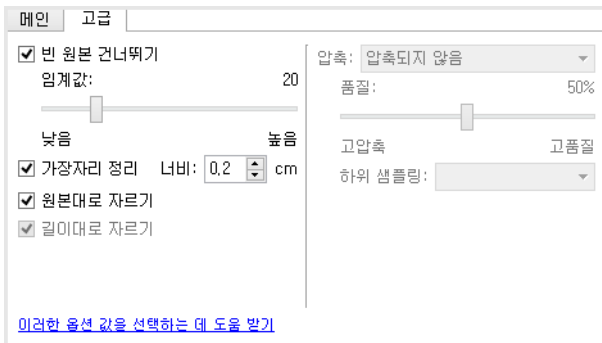 메인 고급
빈 원본 건너뛰기
임계값: 20
낮음 높음
가장자리 정리 너비: 0,2 cm
원본대로 자르기
길이대로 자르기
압축: 압축되지 않음
품질: 50%
고압축 고품질
하위 샘플링:
이러한 옵션 값을 선택하는 데 도움 받기